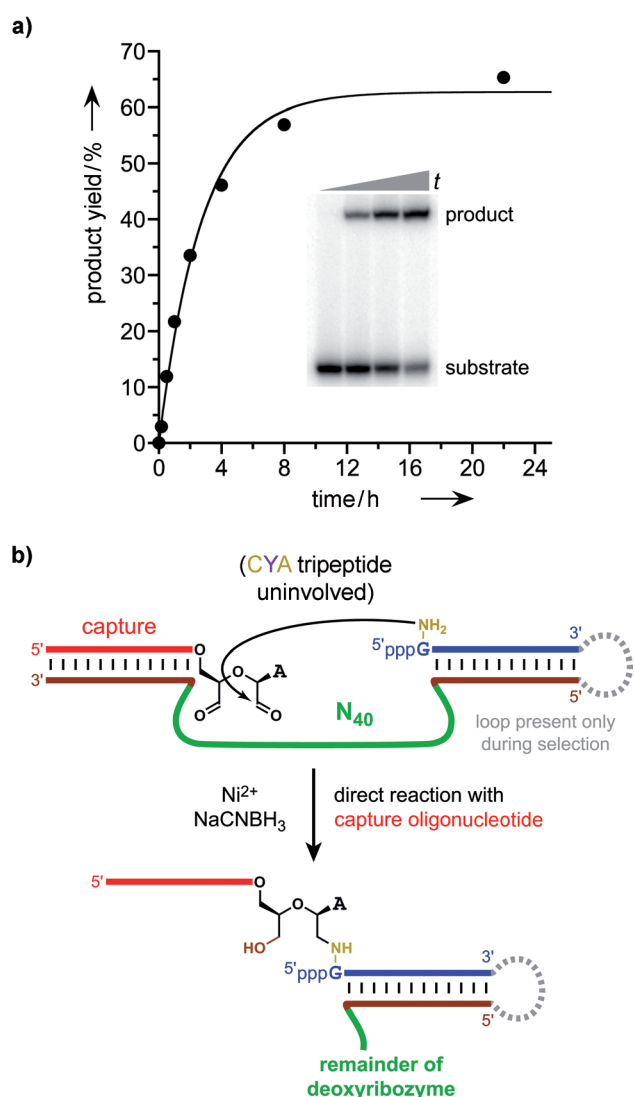 a)
70
60
50
40
30
20
10
0
product yield/%
0 4 8 12 16 20 24
time/h
t
product
substrate
b)
(CYA tripeptide
uninvolved)
capture
5'
3'
O
O
A
O
O
N₄₀
NH₂
5'pppG
3'
5'
loop present only
during selection
Ni²⁺
NaCNBH₃
direct reaction with
capture oligonucleotide
5'
O
O
A
HO
NH
5'pppG
3'
5'
remainder of
deoxyribozyme